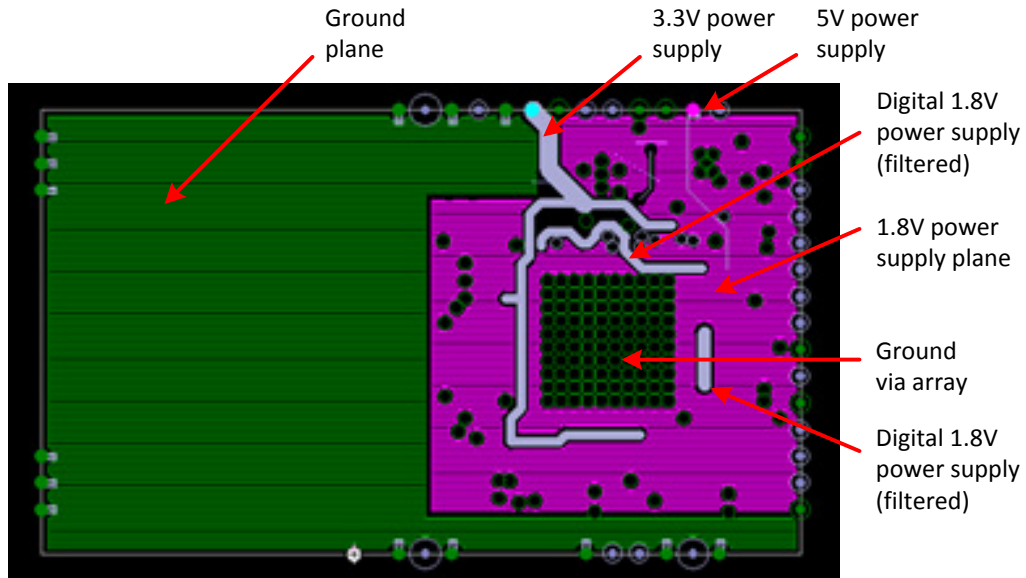 Ground
plane
3.3V power
supply
5V power
supply
Digital 1.8V
power supply
(filtered)
1.8V power
supply plane
Ground
via array
Digital 1.8V
power supply
(filtered)